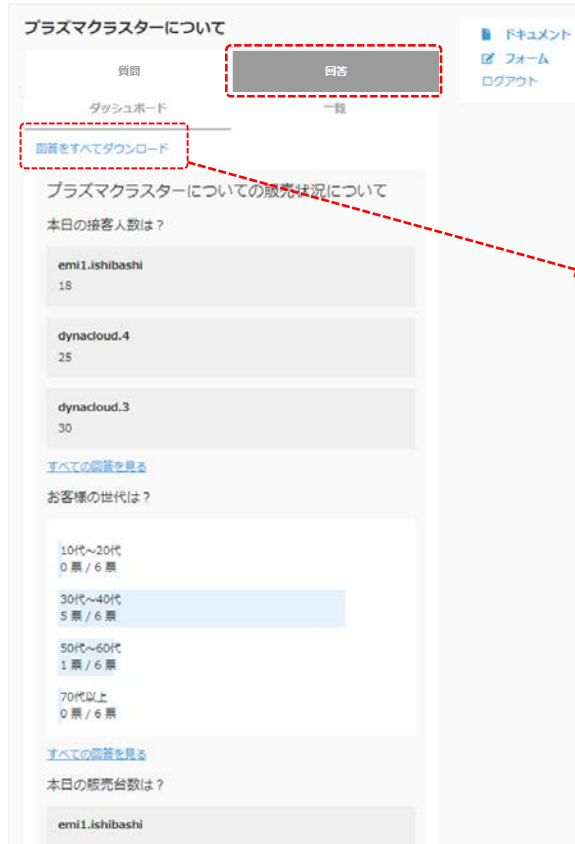 プラズマクラスターについて
ドキュメント
フォーム
ログアウト
質問
回答
ダッシュボード
一覧
回答をすべてダウンロード
プラズマクラスターについての販売状況について
本日の接客人数は？
emi1.ishibashi
18
dynacloud.4
25
dynacloud.3
30
すべての回答を見る
お客様の世代は？
10代～20代
0 票 / 6 票
30代～40代
5 票 / 6 票
50代～60代
1 票 / 6 票
70代以上
0 票 / 6 票
すべての回答を見る
本日の販売台数は？
emi1.ishibashi